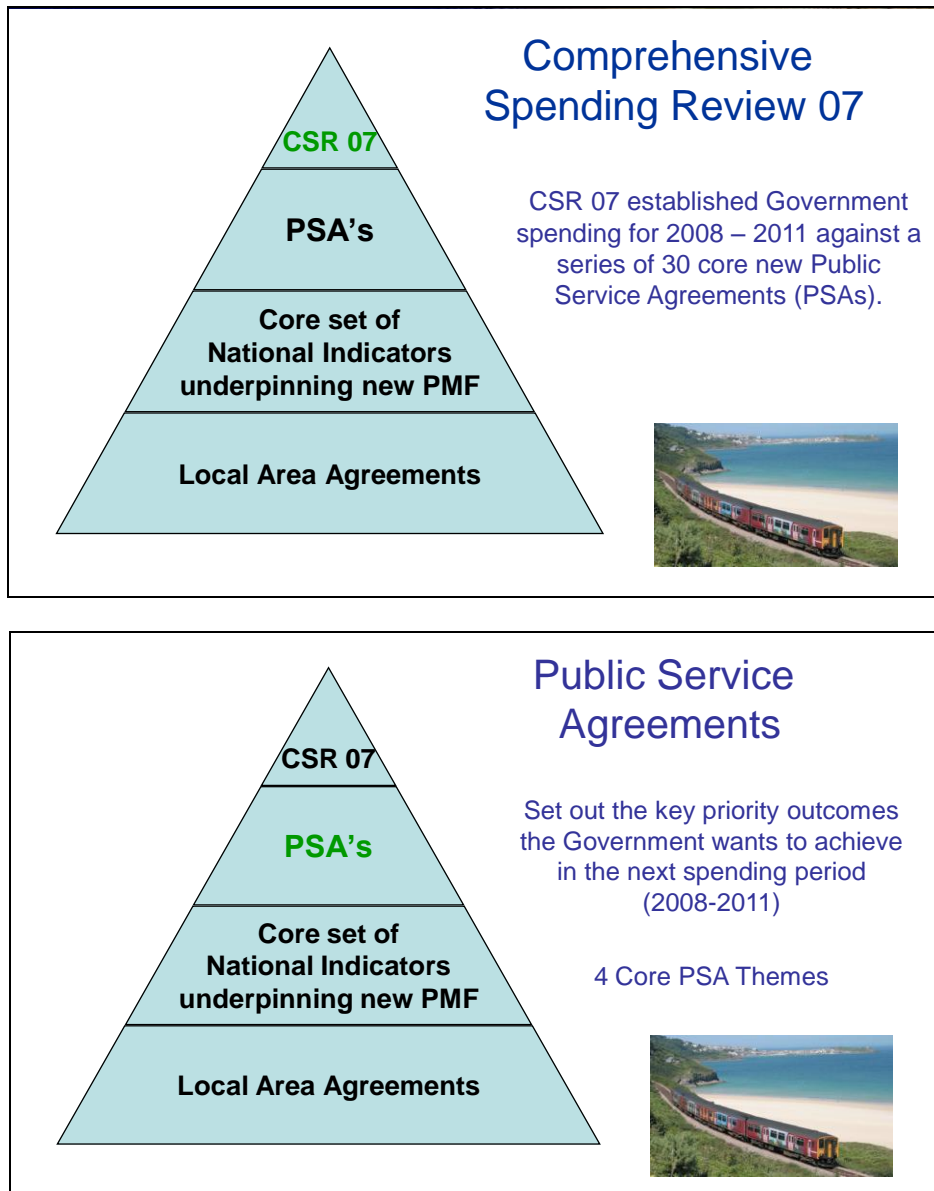 Comprehensive
Spending Review 07
CSR 07
PSA’s
Core set of
National Indicators
underpinning new PMF
Local Area Agreements
CSR 07 established Government
spending for 2008 – 2011 against a
series of 30 core new Public
Service Agreements (PSAs).
Public Service
Agreements
CSR 07
PSA’s
Core set of
National Indicators
underpinning new PMF
Local Area Agreements
Set out the key priority outcomes
the Government wants to achieve
in the next spending period
(2008-2011)
4 Core PSA Themes